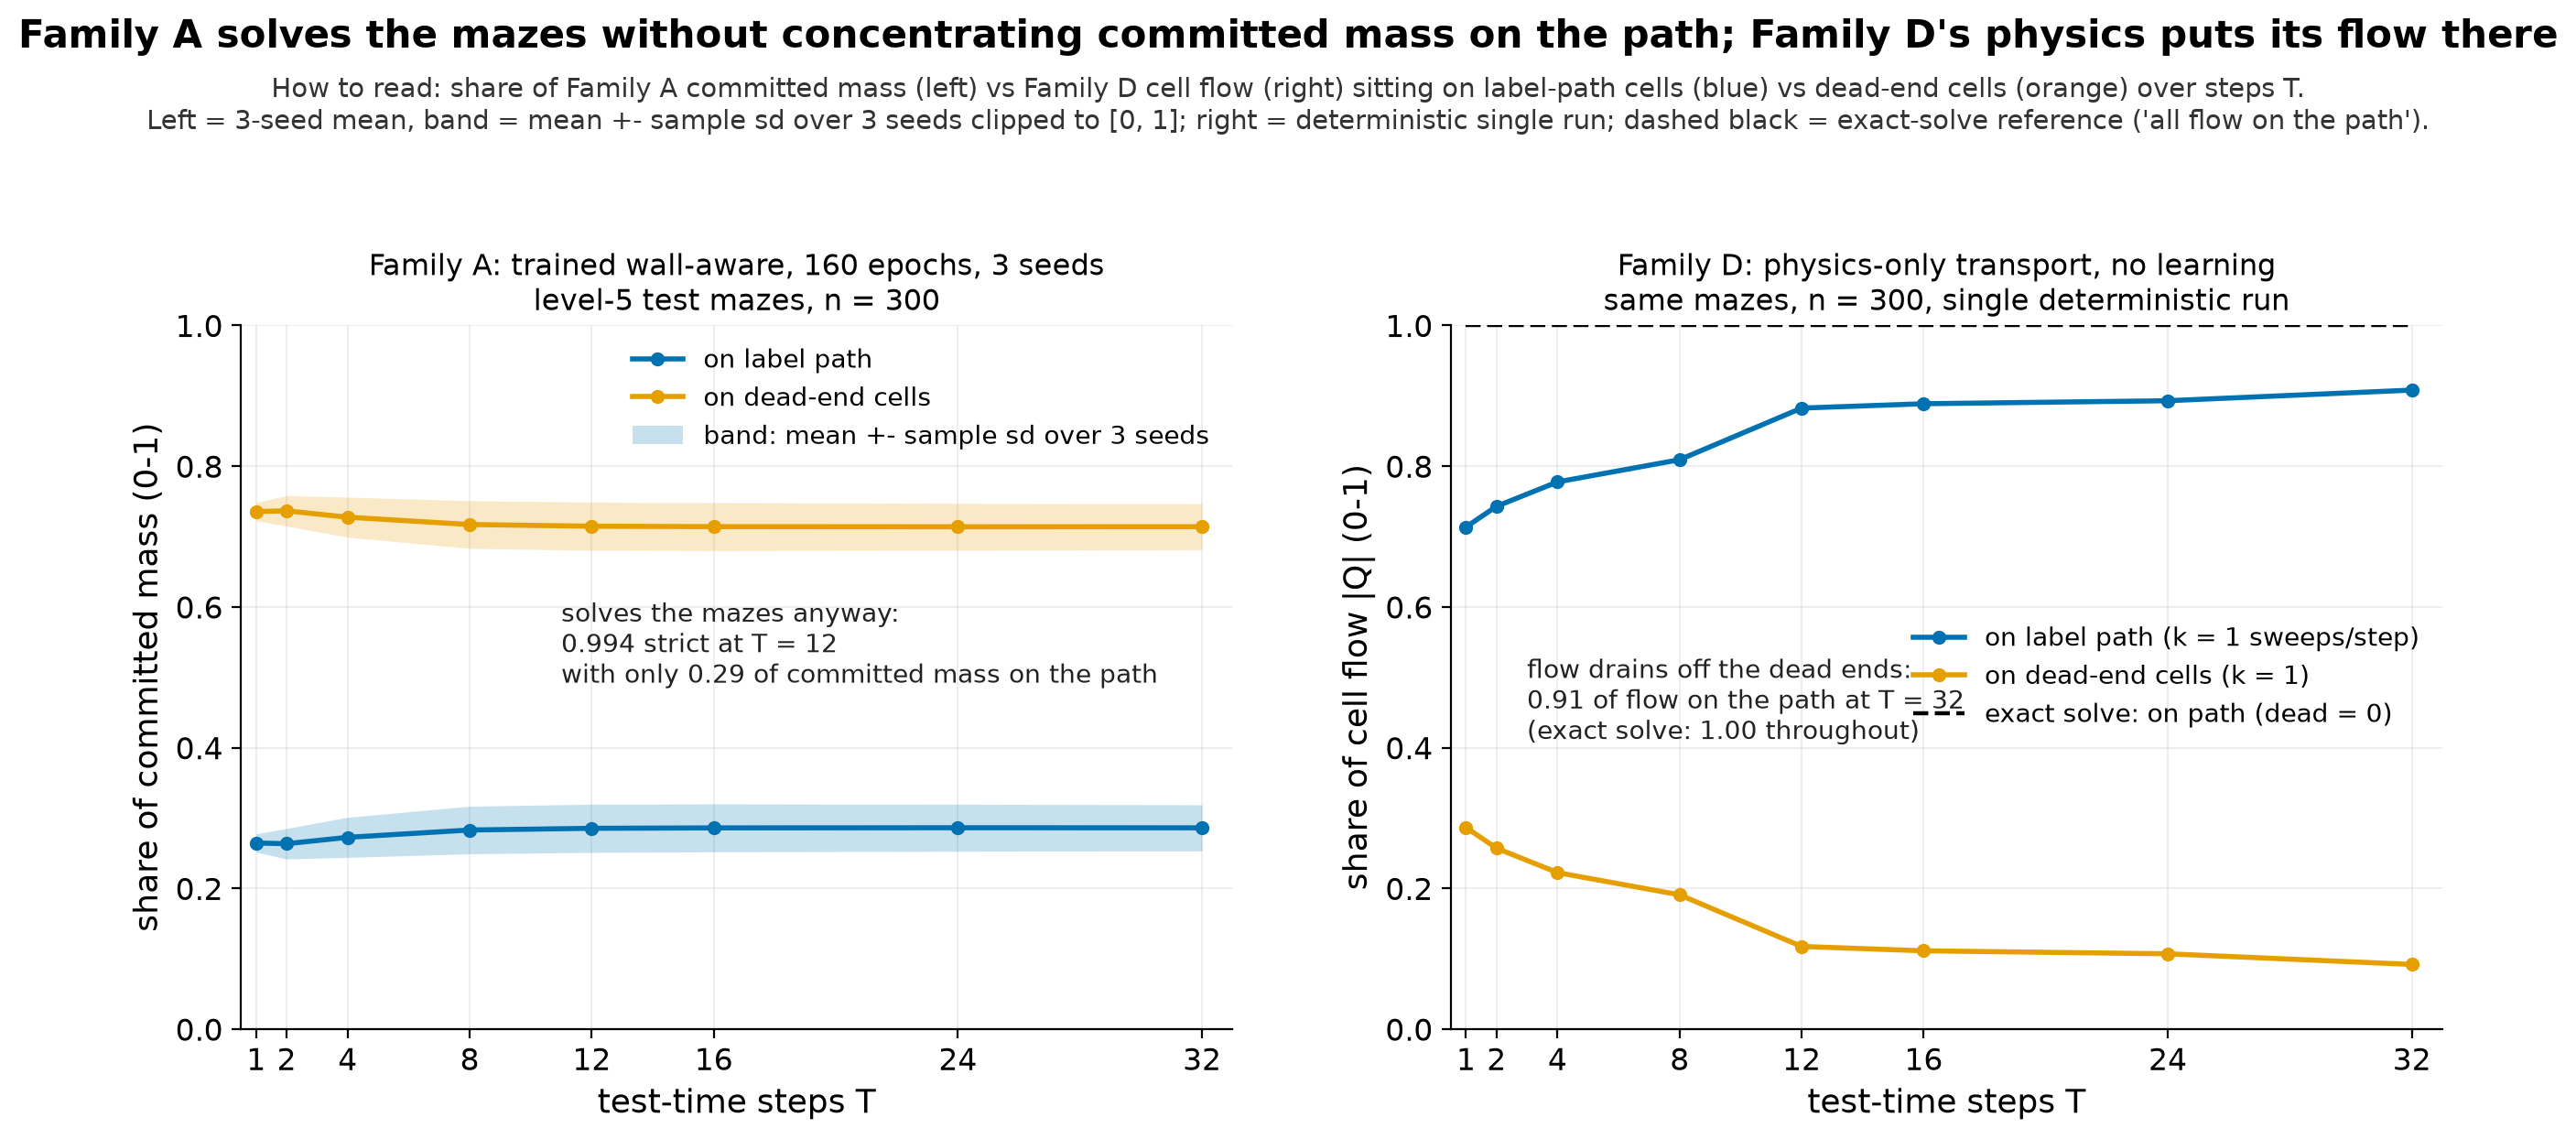 Family A solves the mazes without concentrating committed mass on the path; Family D's physics puts its flow there
How to read: share of Family A committed mass (left) vs Family D cell flow (right) sitting on label-path cells (blue) vs dead-end cells (orange) over steps T.
Left = 3-seed mean, band = mean +- sample sd over 3 seeds clipped to [0, 1]; right = deterministic single run; dashed black = exact-solve reference ('all flow on the path').
Family A: trained wall-aware, 160 epochs, 3 seeds
level-5 test mazes, n = 300
share of committed mass (0-1)
1.0
0.8
0.6
0.4
0.2
0.0
on label path
on dead-end cells
band: mean +- sample sd over 3 seeds
solves the mazes anyway:
0.994 strict at T = 12
with only 0.29 of committed mass on the path
1 2 4 8 12 16 24 32
test-time steps T
Family D: physics-only transport, no learning
same mazes, n = 300, single deterministic run
share of cell flow |Q| (0-1)
1.0
0.8
0.6
0.4
0.2
0.0
on label path (k = 1 sweeps/step)
on dead-end cells (k = 1)
exact solve: on path (dead = 0)
flow drains off the dead ends:
0.91 of flow on the path at T = 32
(exact solve: 1.00 throughout)
1 2 4 8 12 16 24 32
test-time steps T